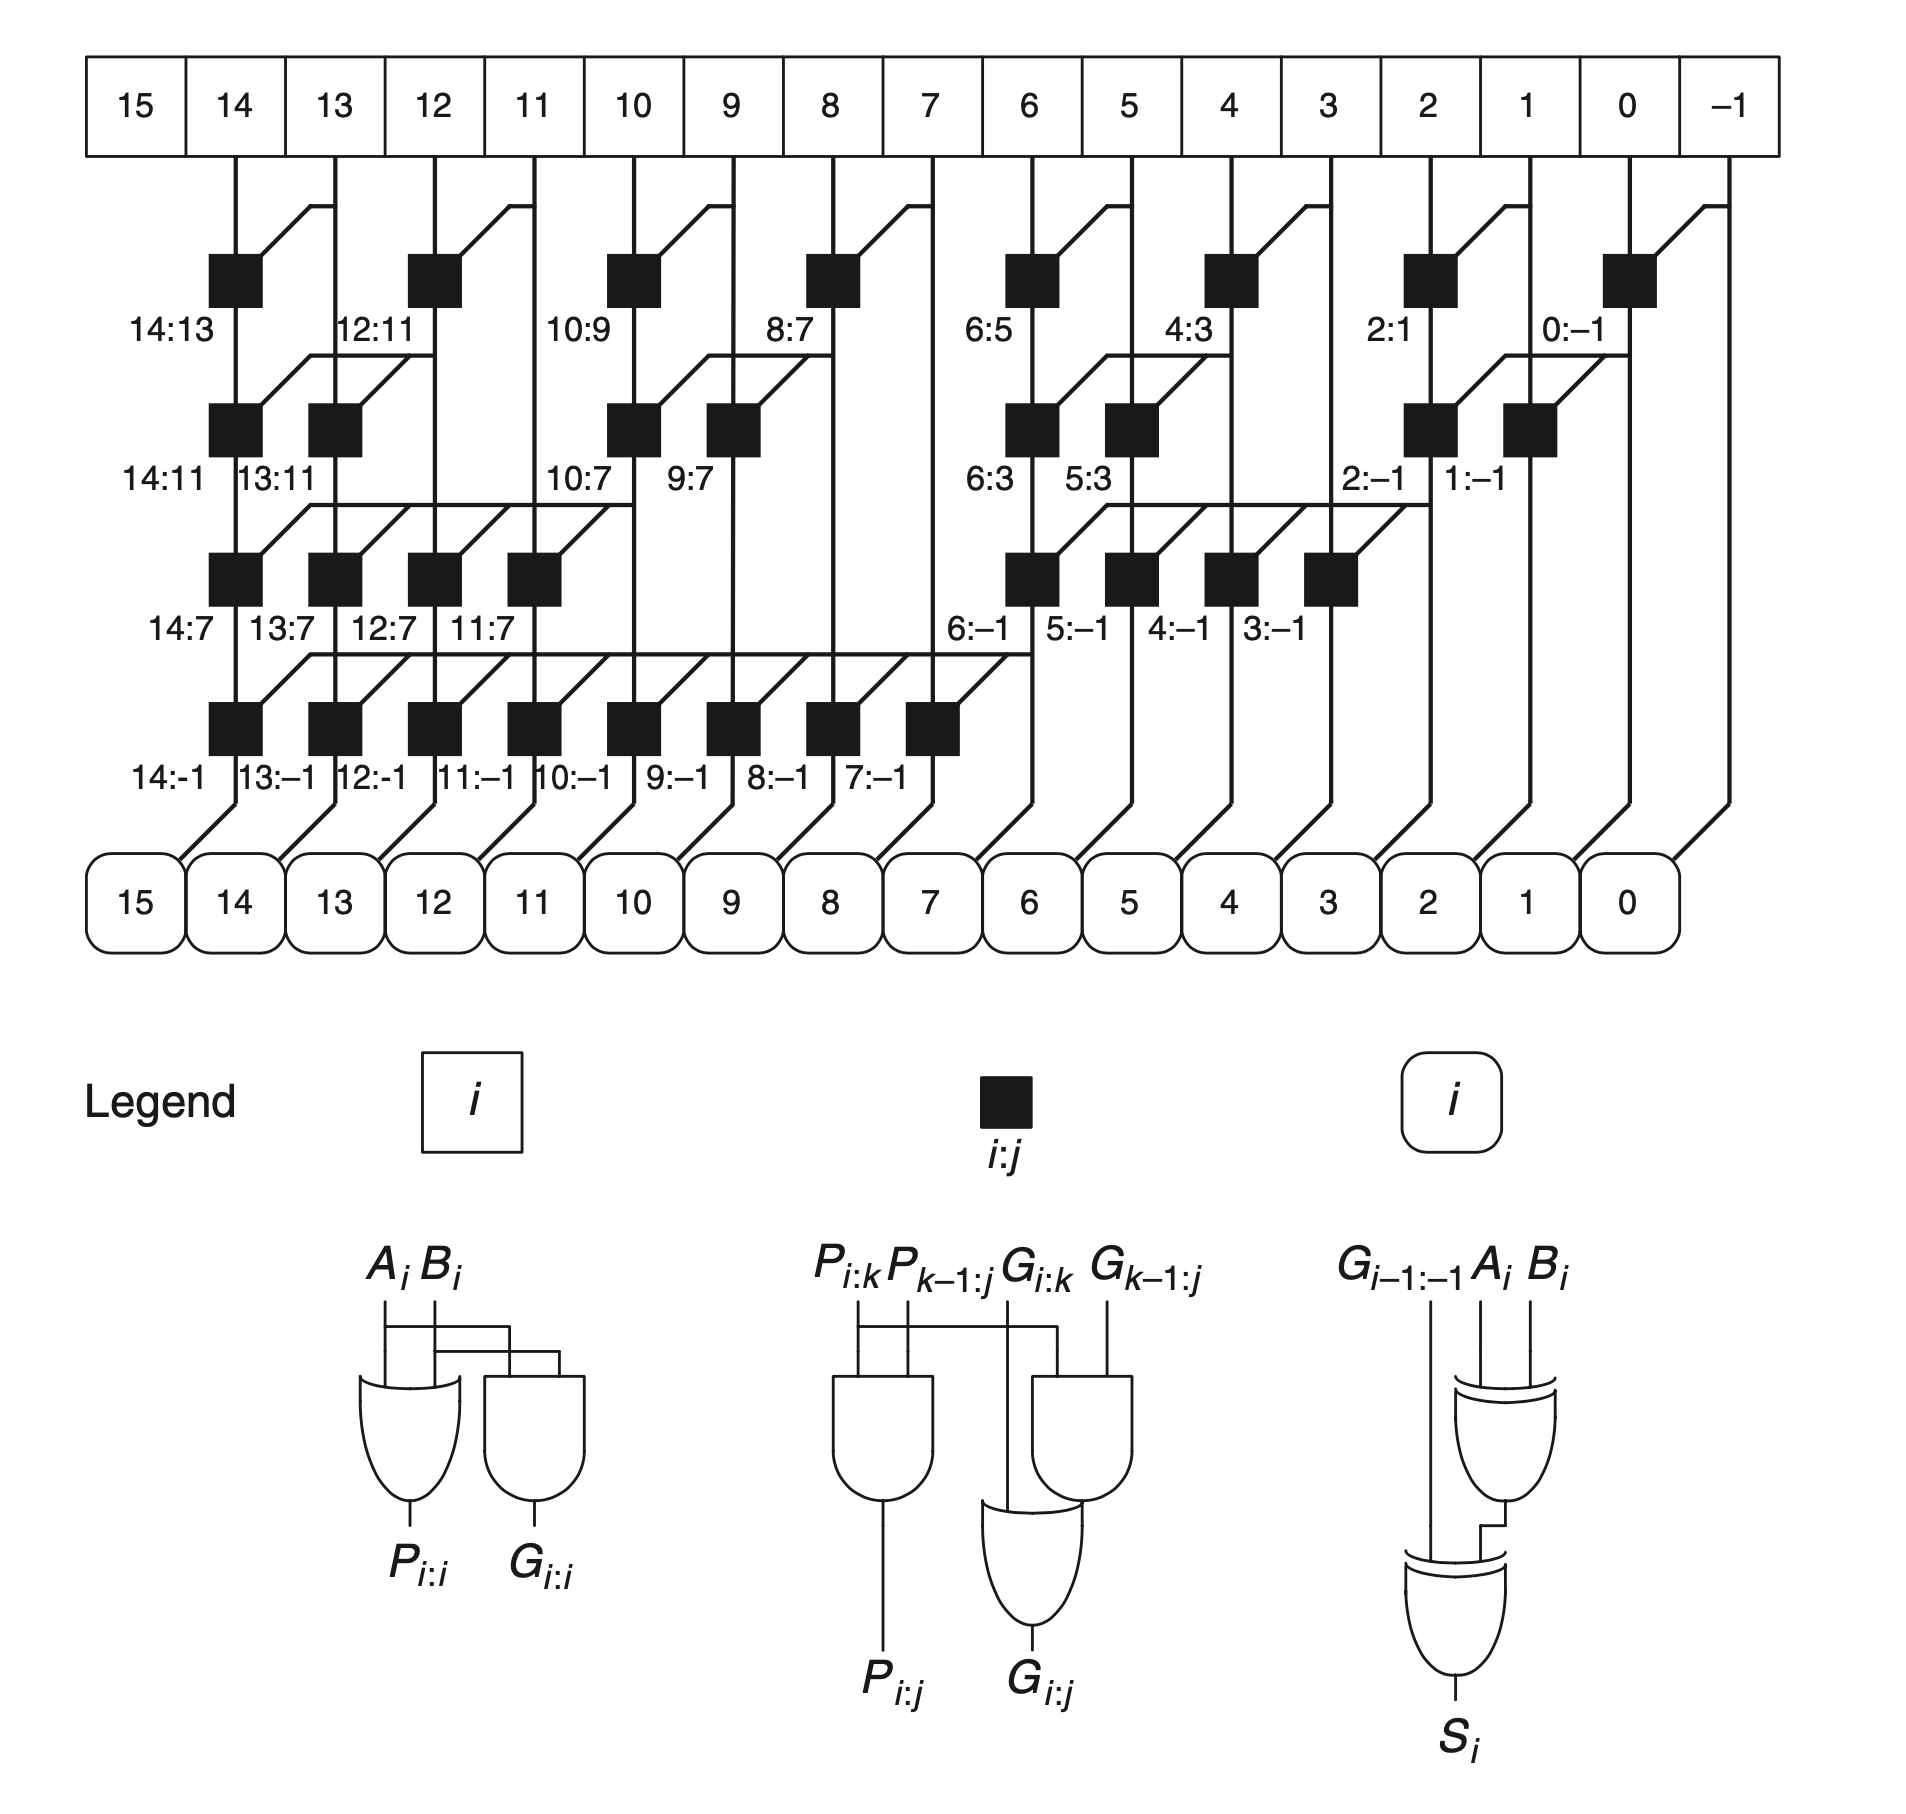 15 14 13 12 11 10 9 8 7 6 5 4 3 2 1 0 –1
14:13 12:11 10:9 8:7 6:5 4:3 2:1 0:–1
14:11 13:11 10:7 9:7 6:3 5:3 2:–1 1:–1
14:7 13:7 12:7 11:7 6:–1 5:–1 4:–1 3:–1
14:-1 13:–1 12:-1 11:–1 10:–1 9:–1 8:–1 7:–1
15 14 13 12 11 10 9 8 7 6 5 4 3 2 1 0
Legend i i
i:j
A_i B_i P_{i:k} P_{k–1:j} G_{i:k} G_{k–1:j} G_{i–1:–1} A_i B_i
P_{i:i} G_{i:i}
P_{i:j} G_{i:j}
S_i